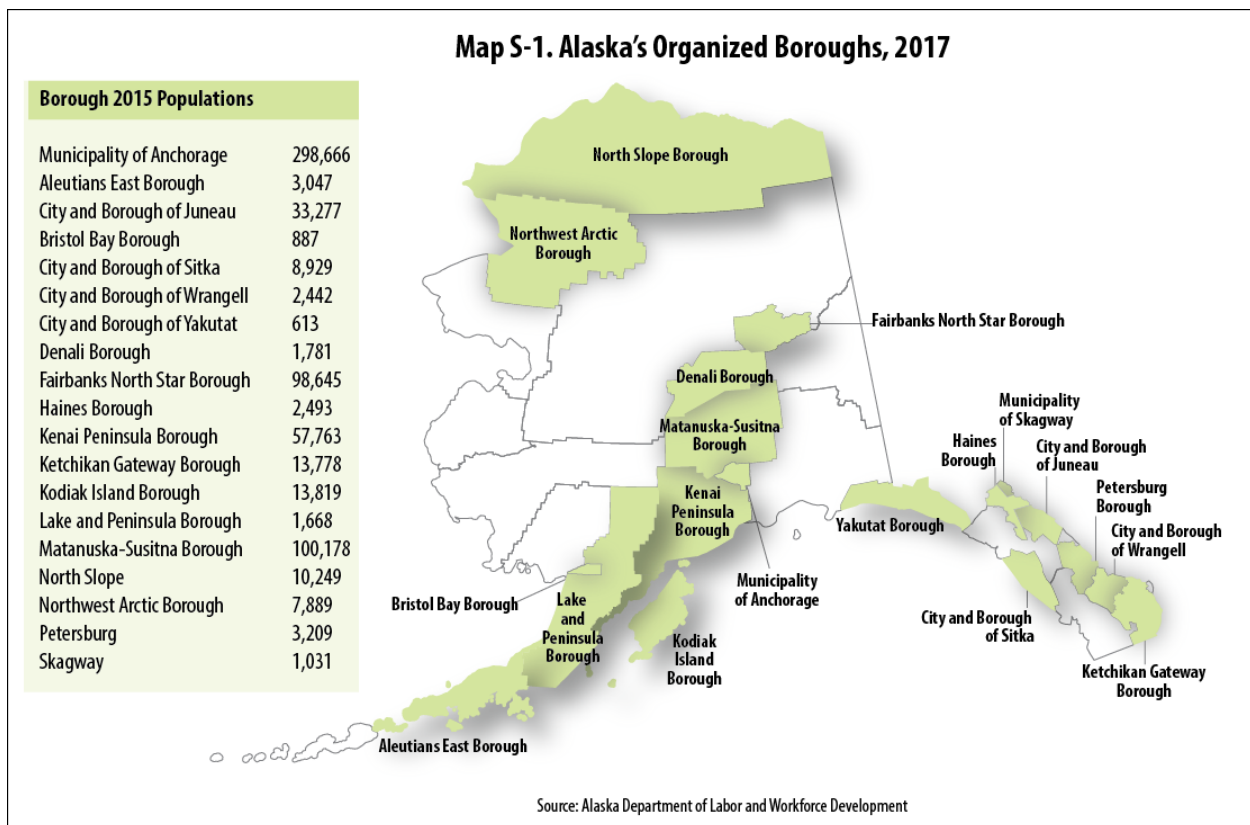 Map S-1. Alaska's Organized Boroughs, 2017
Borough 2015 Populations
Municipality of Anchorage 298,666
Aleutians East Borough 3,047
City and Borough of Juneau 33,277
Bristol Bay Borough 887
City and Borough of Sitka 8,929
City and Borough of Wrangell 2,442
City and Borough of Yakutat 613
Denali Borough 1,781
Fairbanks North Star Borough 98,645
Haines Borough 2,493
Kenai Peninsula Borough 57,763
Ketchikan Gateway Borough 13,778
Kodiak Island Borough 13,819
Lake and Peninsula Borough 1,668
Matanuska-Susitna Borough 100,178
North Slope 10,249
Northwest Arctic Borough 7,889
Petersburg 3,209
Skagway 1,031
North Slope Borough
Northwest Arctic
Borough
Fairbanks North Star Borough
Denali Borough
Matanuska-Susitna
Borough
Kenai
Peninsula
Borough
Municipality
of Anchorage
Bristol Bay Borough
Lake
and
Peninsula
Borough
Kodiak
Island
Borough
Aleutians East Borough
Yakutat Borough
Haines
Borough
Municipality
of Skagway
City and Borough
of Juneau
Petersburg
Borough
City and Borough
of Wrangell
City and Borough
of Sitka
Ketchikan Gateway
Borough
Source: Alaska Department of Labor and Workforce Development